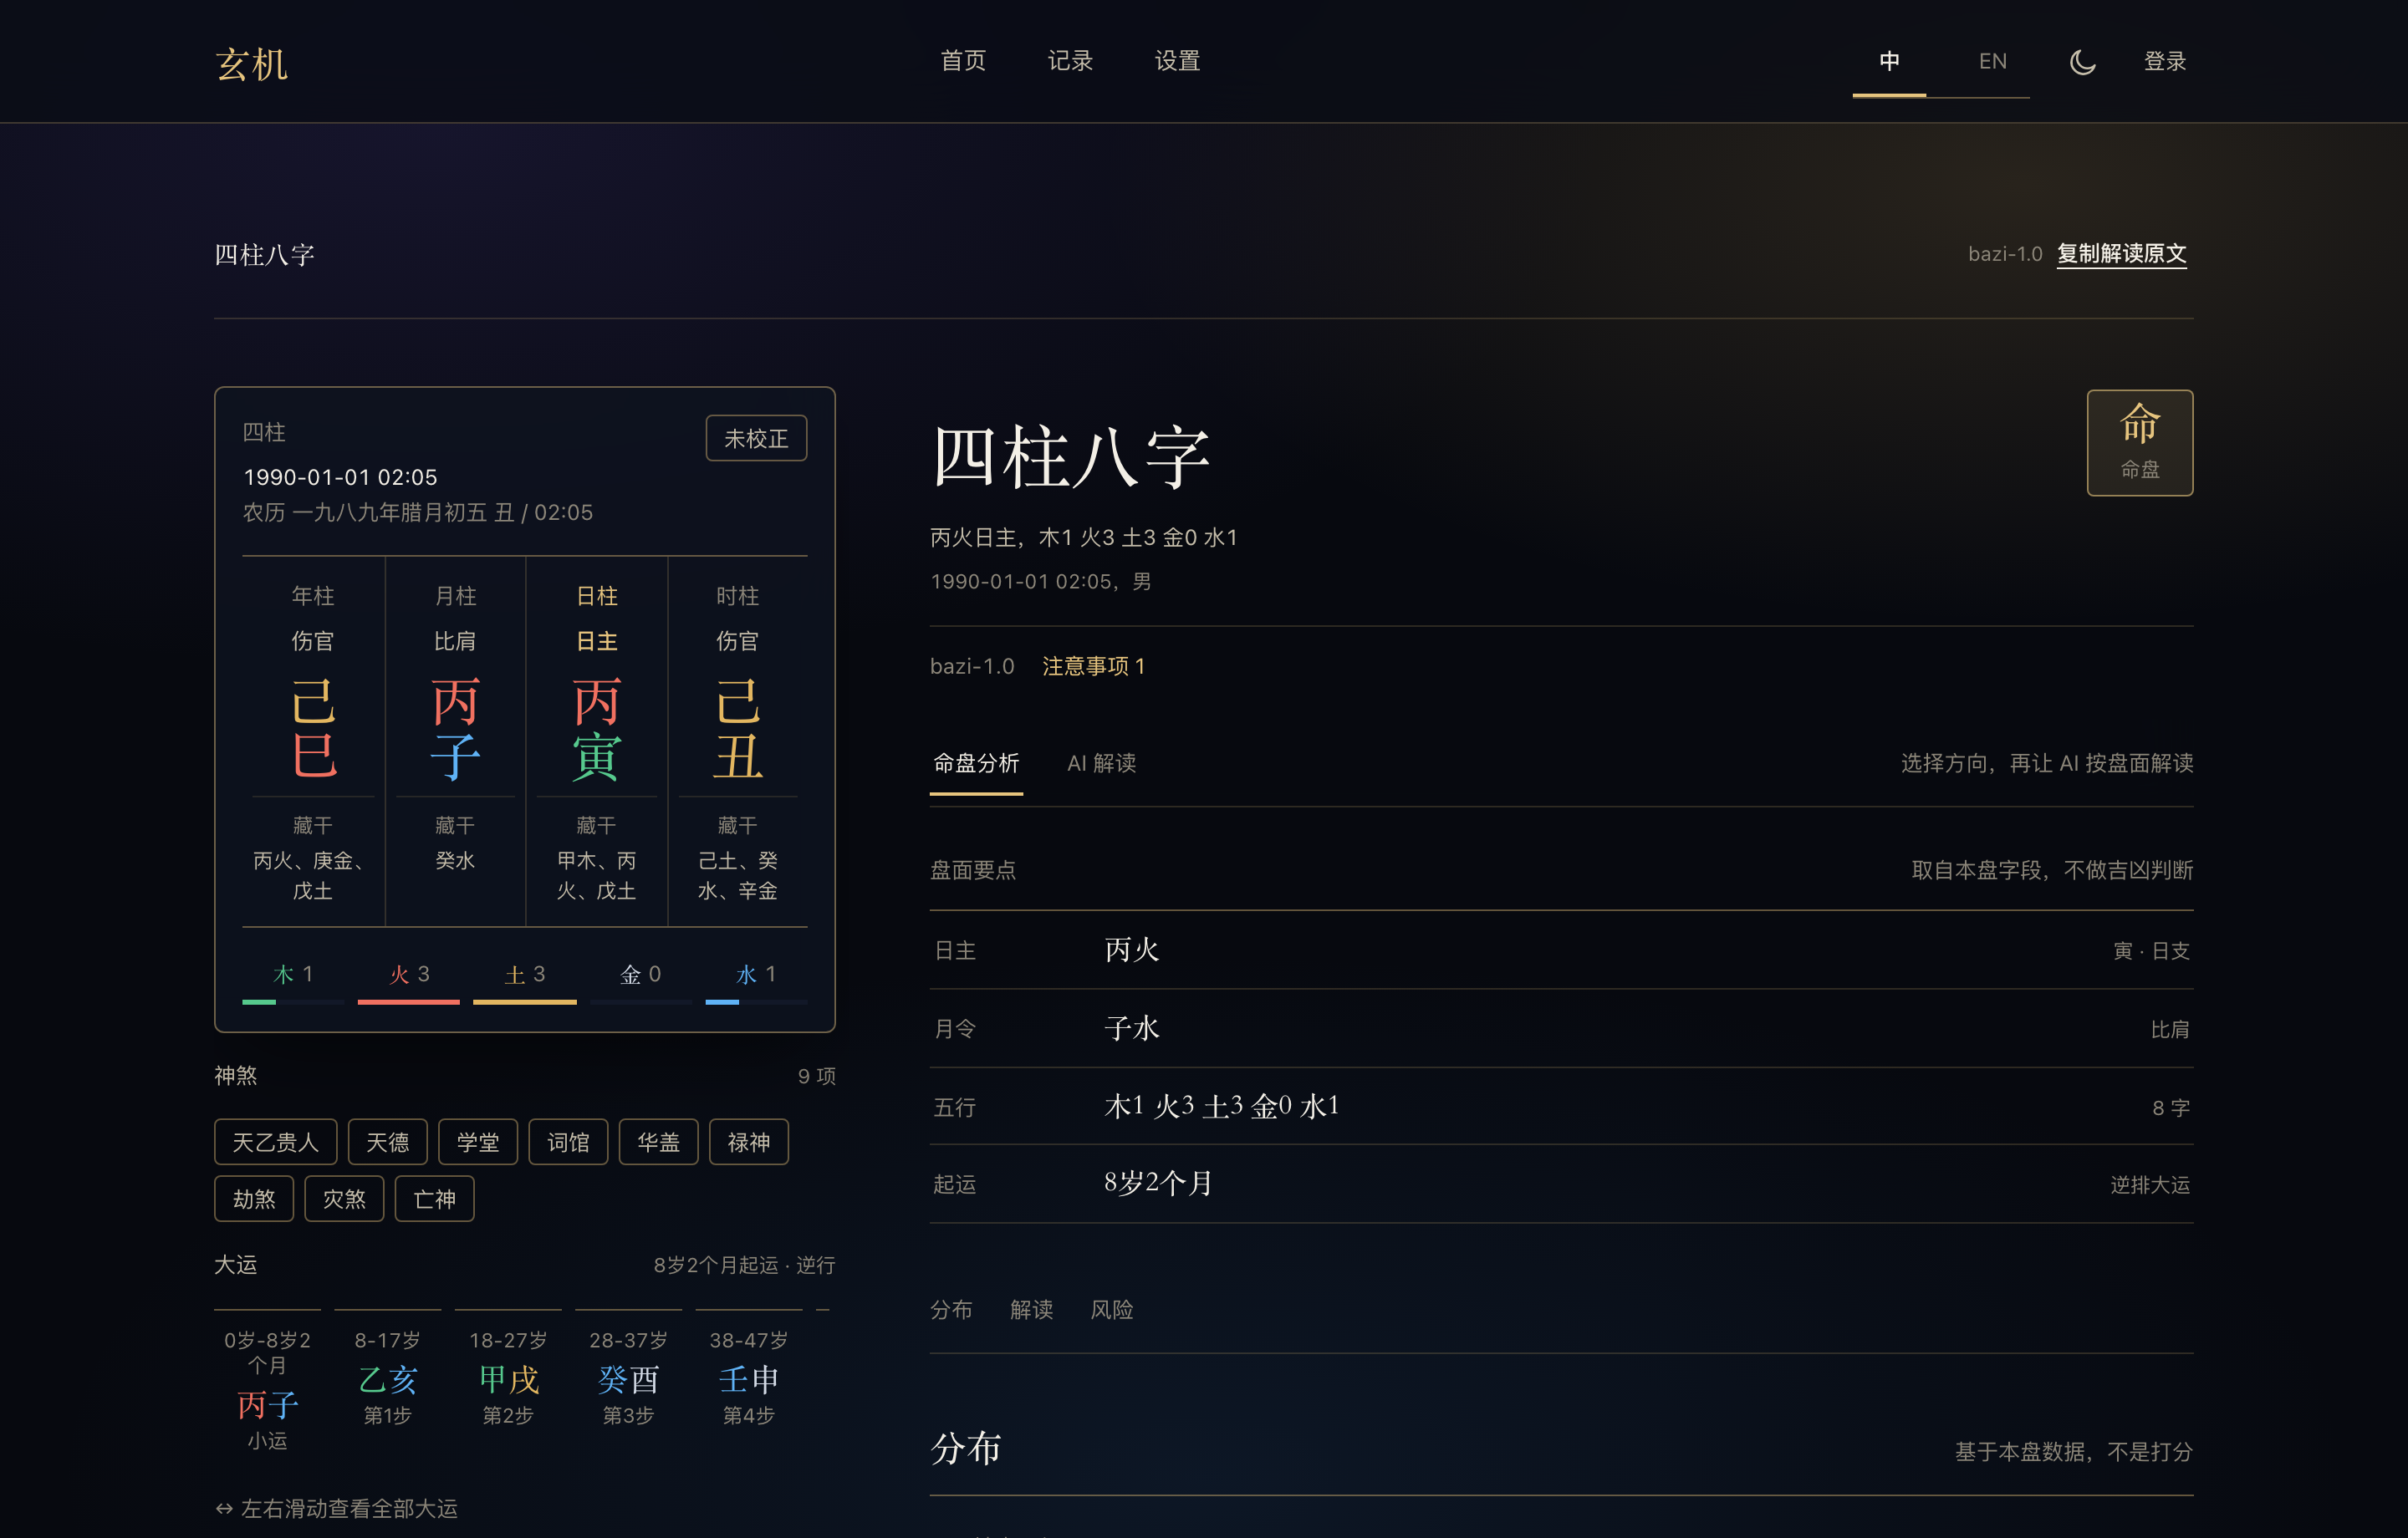 玄机
首页 记录 设置
中 EN 登录
四柱八字
bazi-1.0 复制解读原文
四柱
未校正
1990-01-01 02:05
农历 一九八九年腊月初五 丑 / 02:05
年柱 月柱 日柱 时柱
伤官 比肩 日主 伤官
己 丙 丙 己
巳 子 寅 丑
藏干 藏干 藏干 藏干
丙火、庚金、 癸水 甲木、丙 己土、癸
戊土 火、戊土 水、辛金
木 1 火 3 土 3 金 0 水 1
神煞 9 项
天乙贵人 天德 学堂 词馆 华盖 禄神
劫煞 灾煞 亡神
大运 8岁2个月起运 · 逆行
0岁-8岁2 8-17岁 18-27岁 28-37岁 38-47岁
个月 乙亥 甲戌 癸酉 壬申
丙子 第1步 第2步 第3步 第4步
小运
↔ 左右滑动查看全部大运
四柱八字
命
命盘
丙火日主，木1 火3 土3 金0 水1
1990-01-01 02:05，男
bazi-1.0 注意事项 1
命盘分析 AI 解读 选择方向，再让 AI 按盘面解读
盘面要点 取自本盘字段，不做吉凶判断
日主 丙火 寅 · 日支
月令 子水 比肩
五行 木1 火3 土3 金0 水1 8 字
起运 8岁2个月 逆排大运
分布 解读 风险
分布 基于本盘数据，不是打分